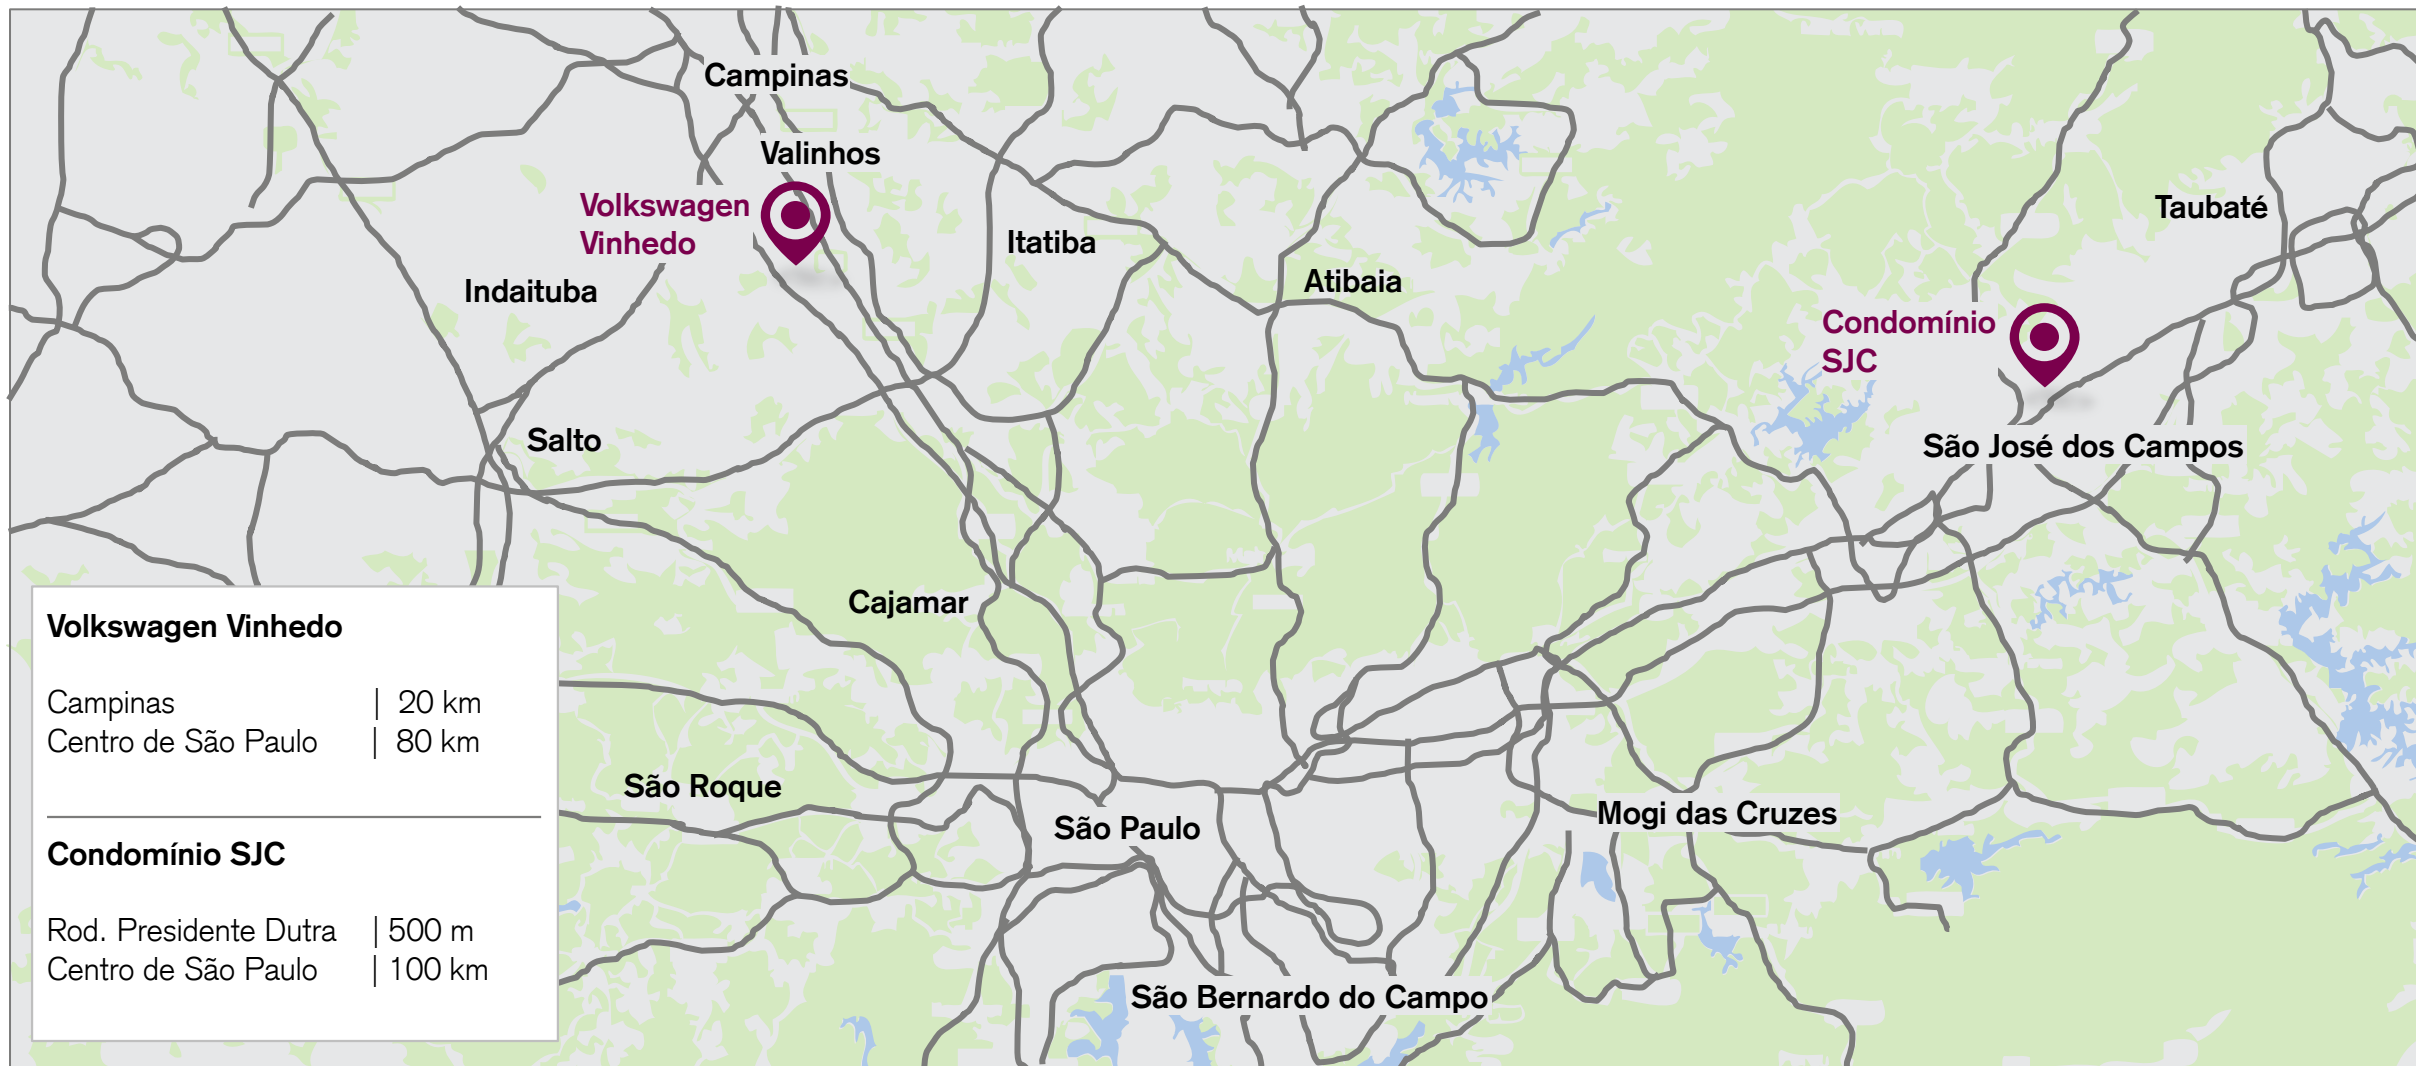 Campinas
Valinhos
Volkswagen
Vinhedo
Taubaté
Itatiba
Indaituba
Atibaia
Condomínio
SJC
Salto
São José dos Campos
Cajamar
São Roque
São Paulo
Mogi das Cruzes
São Bernardo do Campo
Volkswagen Vinhedo
Campinas | 20 km
Centro de São Paulo | 80 km
Condomínio SJC
Rod. Presidente Dutra | 500 m
Centro de São Paulo | 100 km